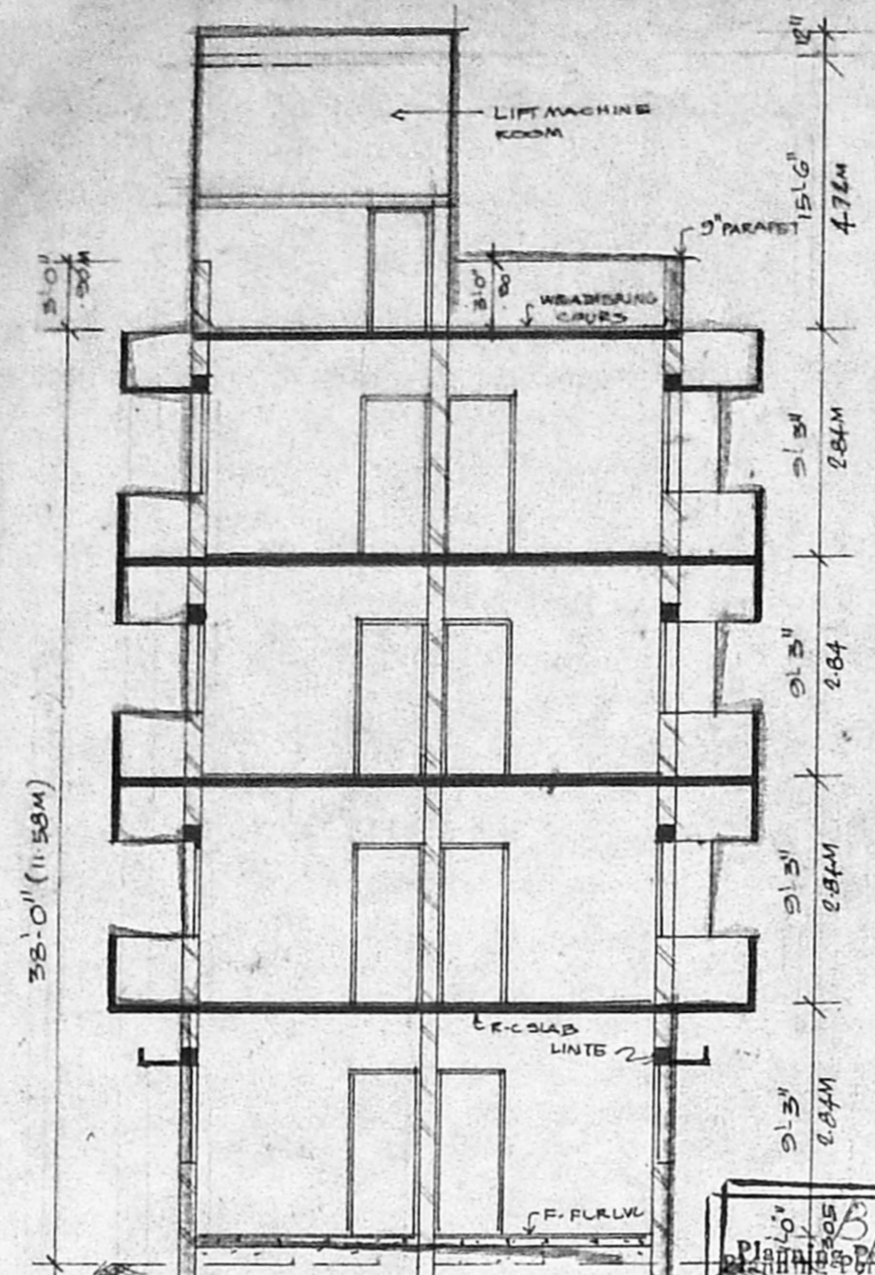 12"
LIFT MACHINE
ROOM
15'-6"
4.72M
9" PARAPET
3'-0"
.90M
3'-0"
.90
WEATHERING
COURS
9'-3"
2.84M
9'-3"
2.84
9'-3"
2.84M
38'-0" (11.58M)
R-C SLAB
LINTE
9'-3"
2.84M
F. FLR LVL
305
Planning